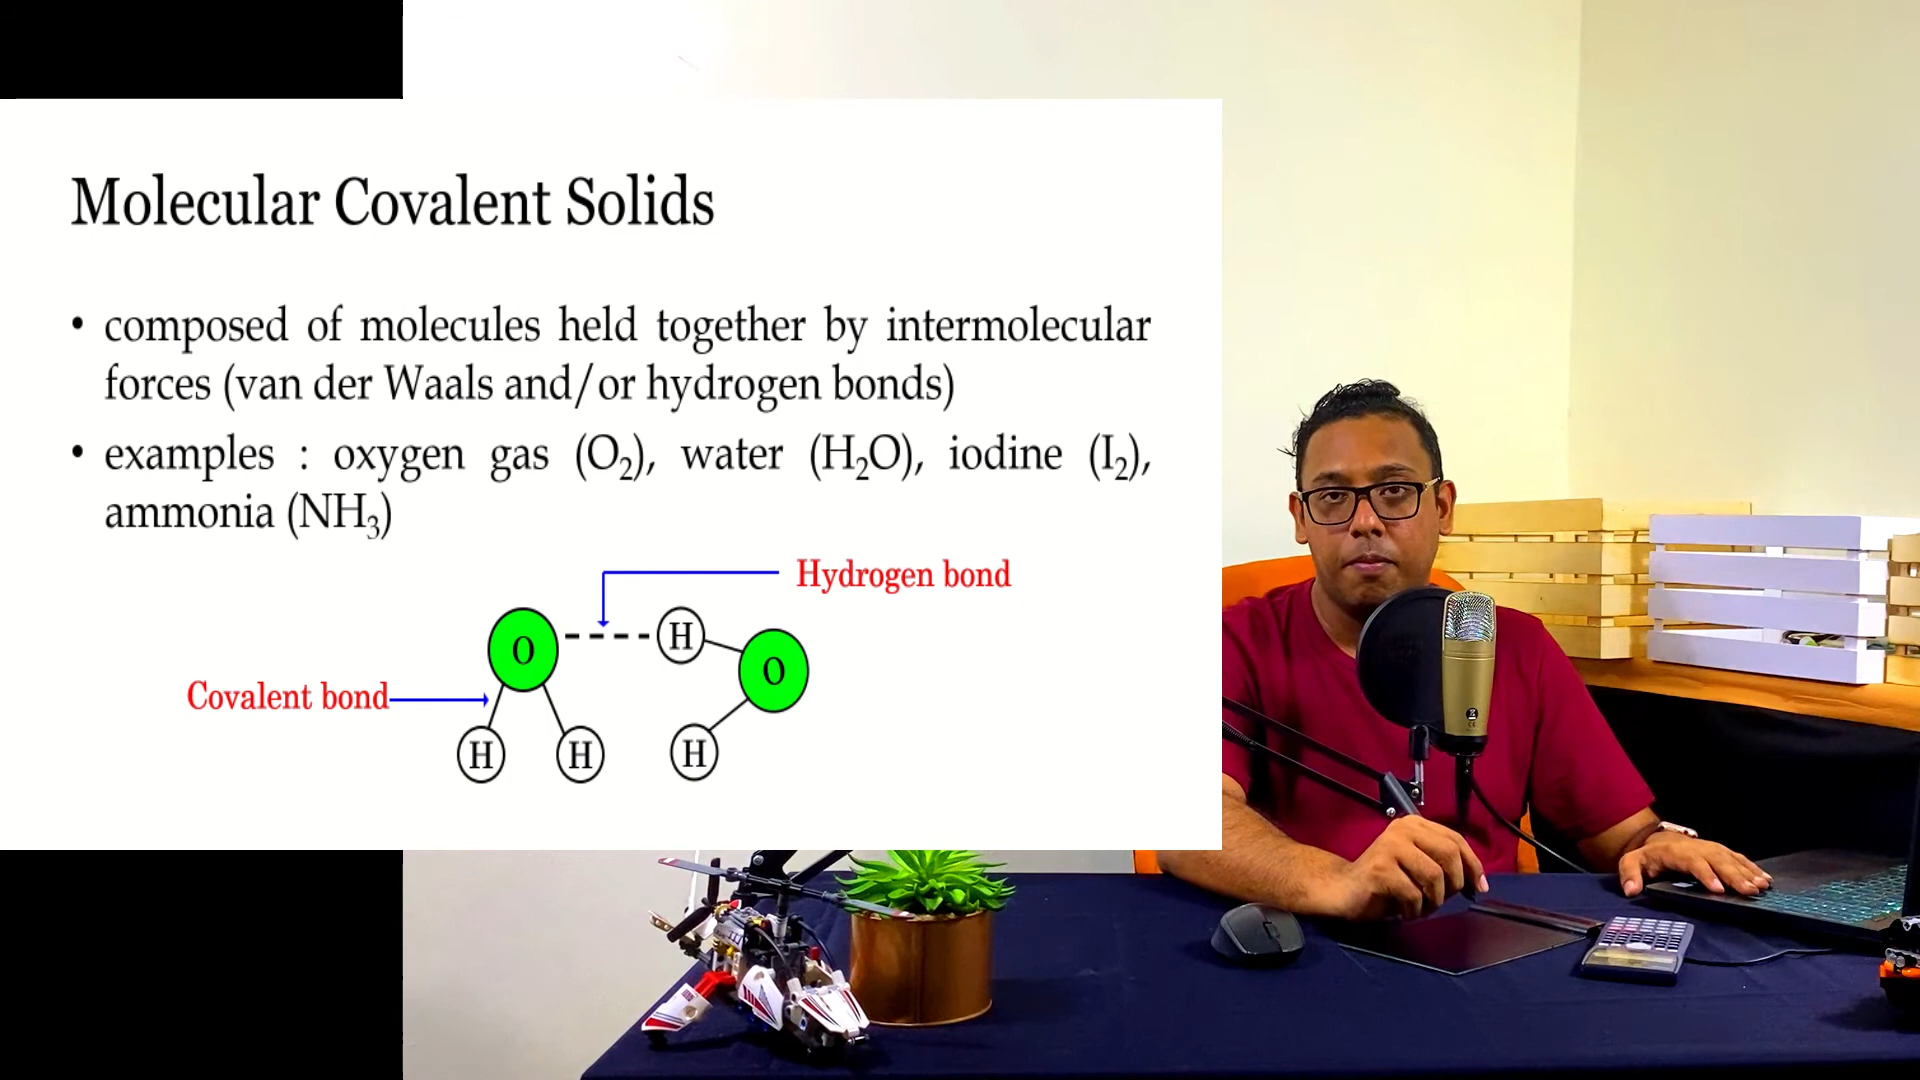 Molecular Covalent Solids
• composed of molecules held together by intermolecular
forces (van der Waals and/or hydrogen bonds)
• examples : oxygen gas (O₂), water (H₂O), iodine (I₂),
ammonia (NH₃)
Hydrogen bond
O
H
O
Covalent bond
H
H
H